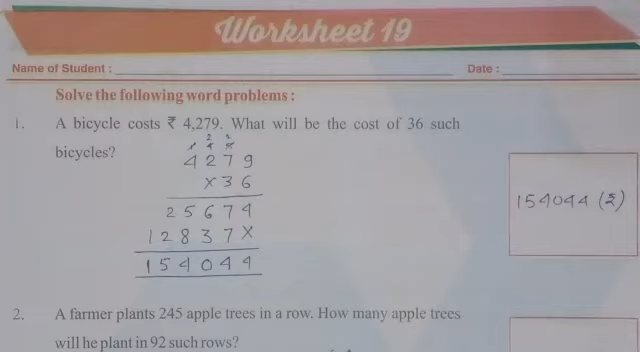 Worksheet 19
Name of Student : Date :
Solve the following word problems :
1. A bicycle costs ₹ 4,279. What will be the cost of 36 such
bicycles?
4279
×36
25674
12837×
154044
154044 (₹)
2. A farmer plants 245 apple trees in a row. How many apple trees
will he plant in 92 such rows?